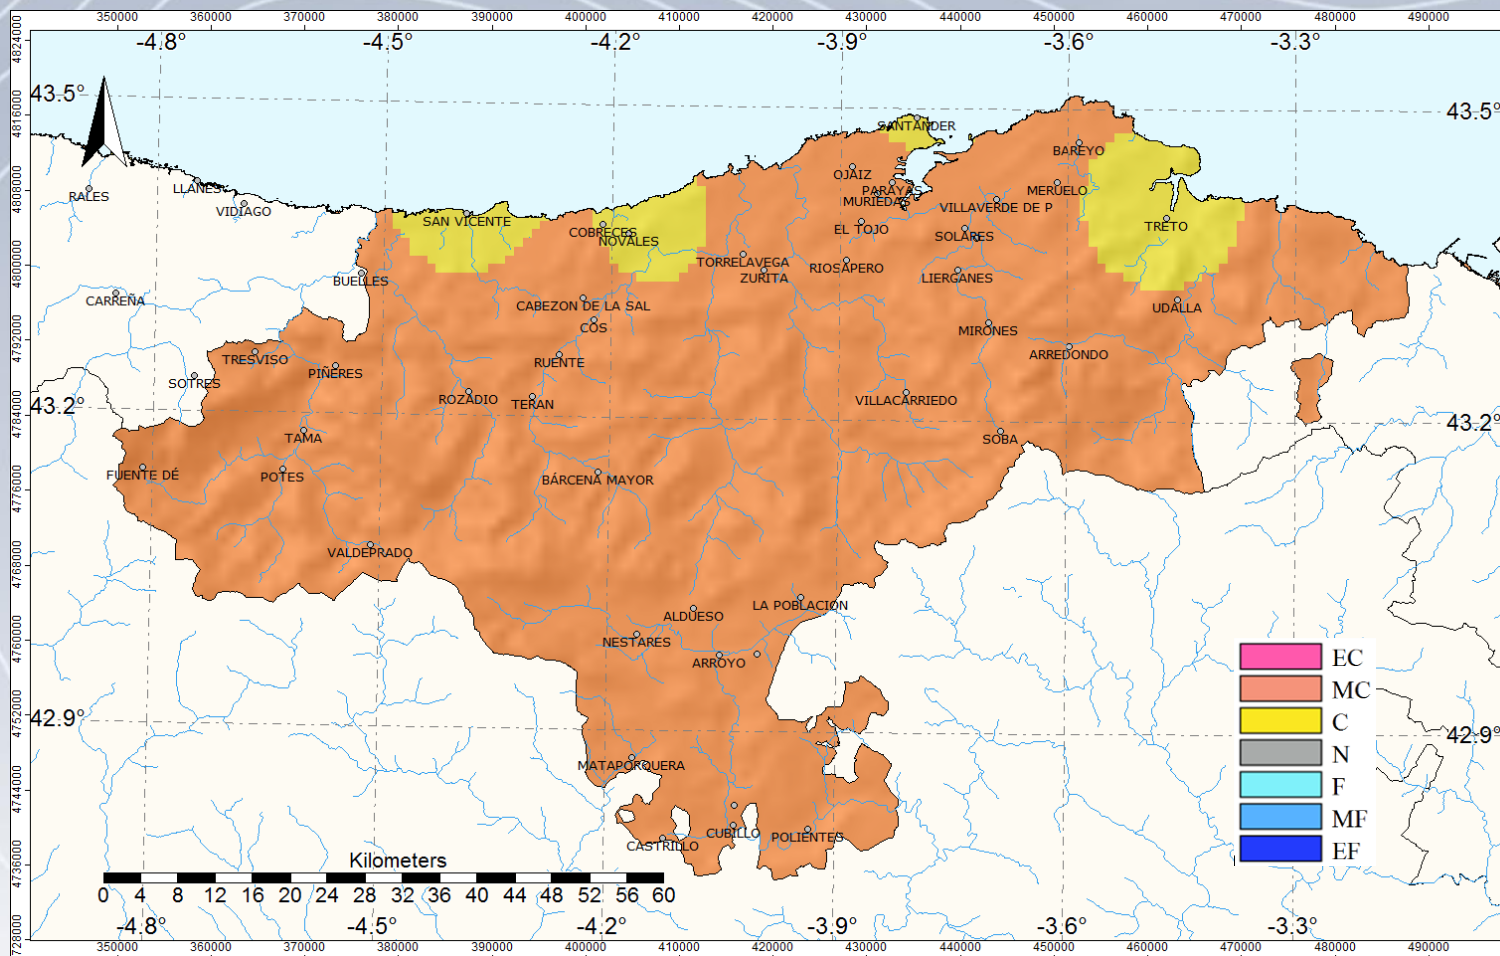 350000 360000 370000 380000 390000 400000 410000 420000 430000 440000 450000 460000 470000 480000 490000
-4.8° -4.5° -4.2° -3.9° -3.6° -3.3°
4824000
43.5° 43.5°
4816000
SANTANDER
BAREYO
OJAIZ
LLANES PARAYAS MERUELO
RALES
4808000
MURIEDAS
VIDIAGO VILLAVERDE DE P
SAN VICENTE TRETO
COBRECES EL TOJO
NOVALES SOLARES
4800000
TORRELAVEGA RIOSAPERO
BUELLES ZURITA LIERGANES
CARREÑA CABEZON DE LA SAL UDALLA
COS MIRONES
4792000
TRESVISO RUENTE ARREDONDO
PIÑERES
SOTRES
ROZADIO TERAN VILLACARRIEDO
43.2° 43.2°
4784000
TAMA SOBA
FUENTE DÉ POTES BÁRCENA MAYOR
4776000
VALDEPRADO
4768000
ALDUESO LA POBLACION
NESTARES
4760000
ARROYO
EC
MC
C
N
F
MF
EF
42.9° 42.9°
4752000
MATAPORQUERA
4744000
CUBILLO POLIENTES
CASTRILLO
4736000
Kilometers
0 4 8 12 16 20 24 28 32 36 40 44 48 52 56 60
-4.8° -4.5° -4.2° -3.9° -3.6° -3.3°
728000
350000 360000 370000 380000 390000 400000 410000 420000 430000 440000 450000 460000 470000 480000 490000